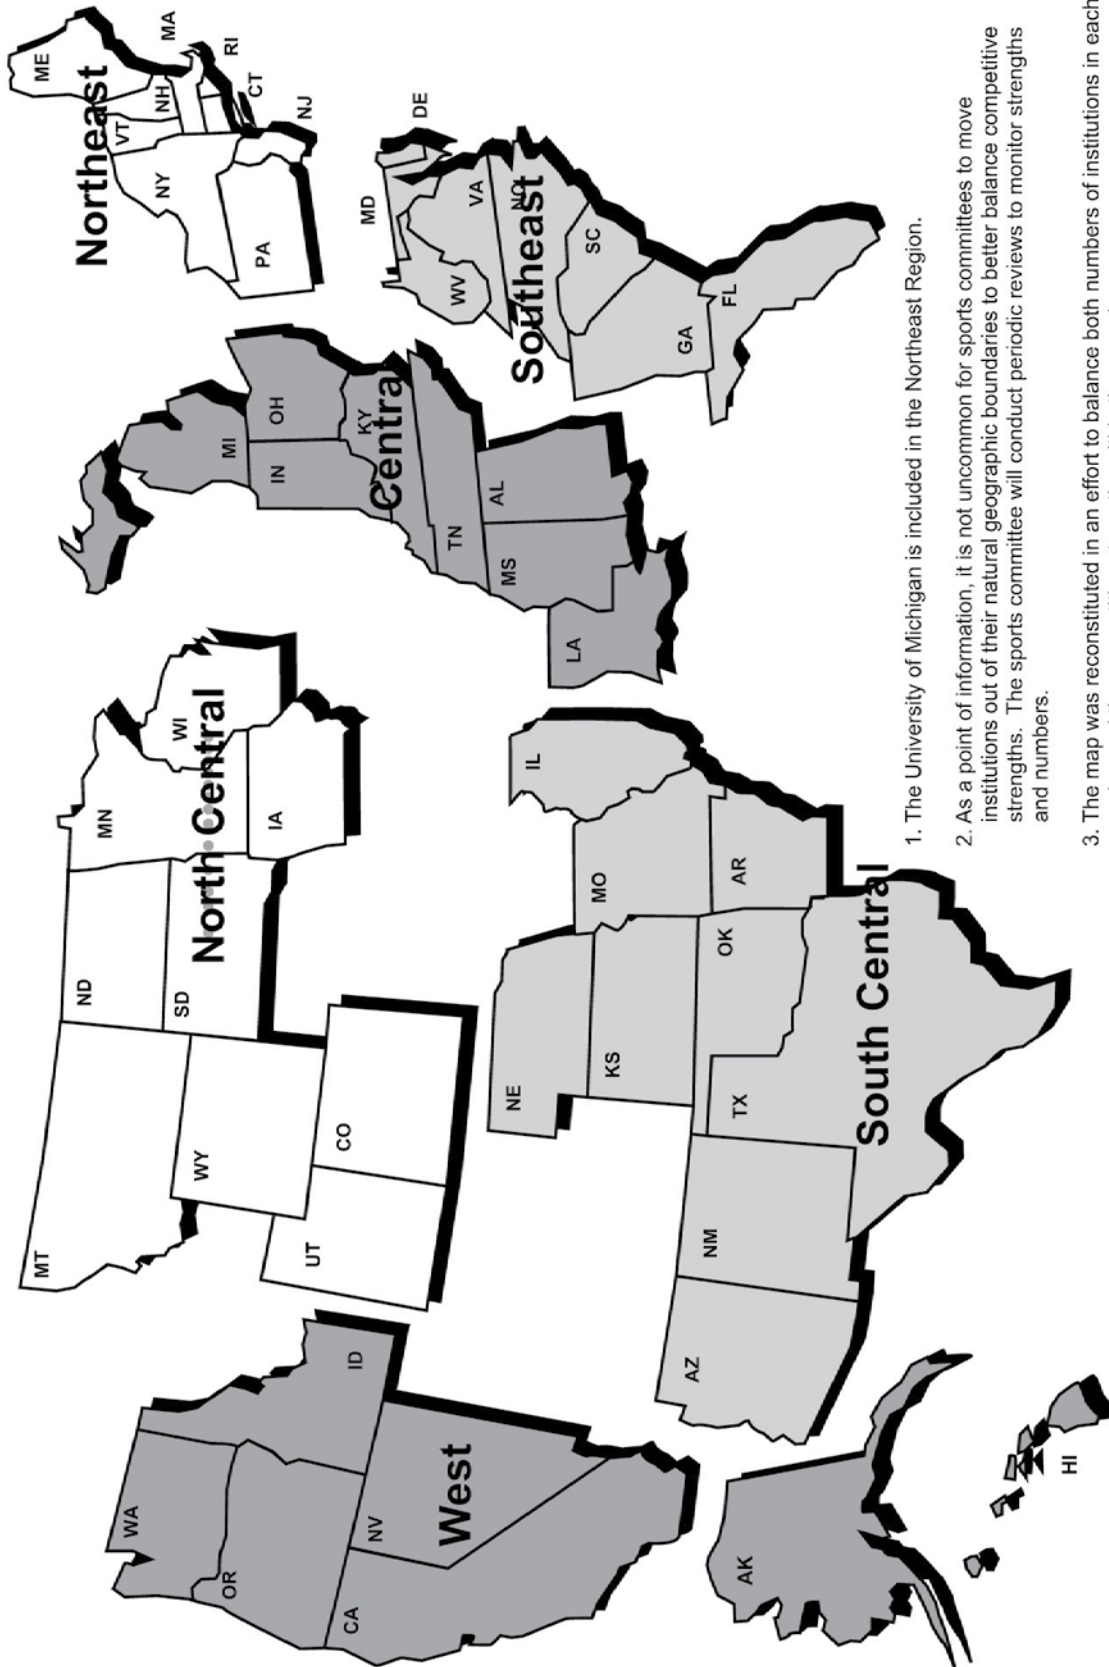 Northeast
ME
VT
NH
MA
RI
CT
NY
NJ
PA
Southeast
MD
DE
WV
VA
NC
SC
GA
FL
Central
MI
OH
IN
KY
TN
AL
MS
LA
North Central
MT
ND
MN
WI
SD
WY
IA
UT
CO
South Central
NE
IL
KS
MO
OK
AR
TX
NM
AZ
West
WA
OR
ID
NV
CA
AK
HI
1. The University of Michigan is included in the Northeast Region.
2. As a point of information, it is not uncommon for sports committees to move
institutions out of their natural geographic boundaries to better balance competitive
strengths. The sports committee will conduct periodic reviews to monitor strengths
and numbers.
3. The map was reconstituted in an effort to balance both numbers of institutions in each